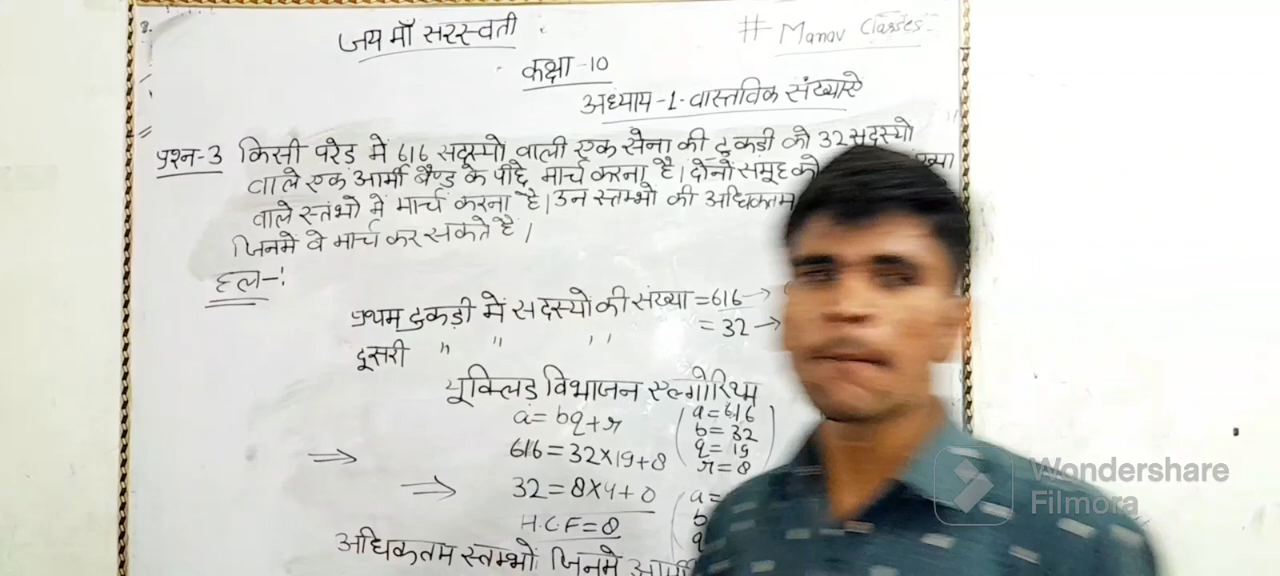 जय माँ सरस्वती
# Manav Classes
कक्षा -10
अध्याय -1. वास्तविक संख्याऐ
प्रश्न-3 किसी परेड में 616 सदस्यो वाली एक सेना की टुकड़ी को 32 सदस्यो
वाले एक आर्मी बैण्ड के पीछे मार्च करना है। दोनों समूह को
वाले स्तंभो में मार्च करना है। उन स्तम्भो की अधिकतम
जिनमें वे मार्च कर सकते है।
हल-:
प्रथम टुकड़ी में सदस्यो की संख्या = 616 →
दूसरी " " " = 32 →
यूक्लिड विभाजन एल्गोरिथ्म
a = bq + r
616 = 32 × 19 + 8
a = 616
b = 32
q = 19
r = 8
⇒ 32 = 8 × 4 + 0
a =
b
q
H.C.F = 8
अधिकतम स्तम्भों जिनमे
Wondershare
Filmora